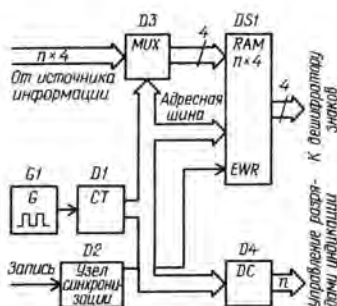 D3
MUX
n×4
От источника
информации
4
DS1
RAM
n×4
4
К дешифратору
знаков
Адресная
шина
EWR
G1
G
D1
CT
D2
Запись
Узел
синхрони-
зации
D4
DC
n
Управление разря-
дами индикации